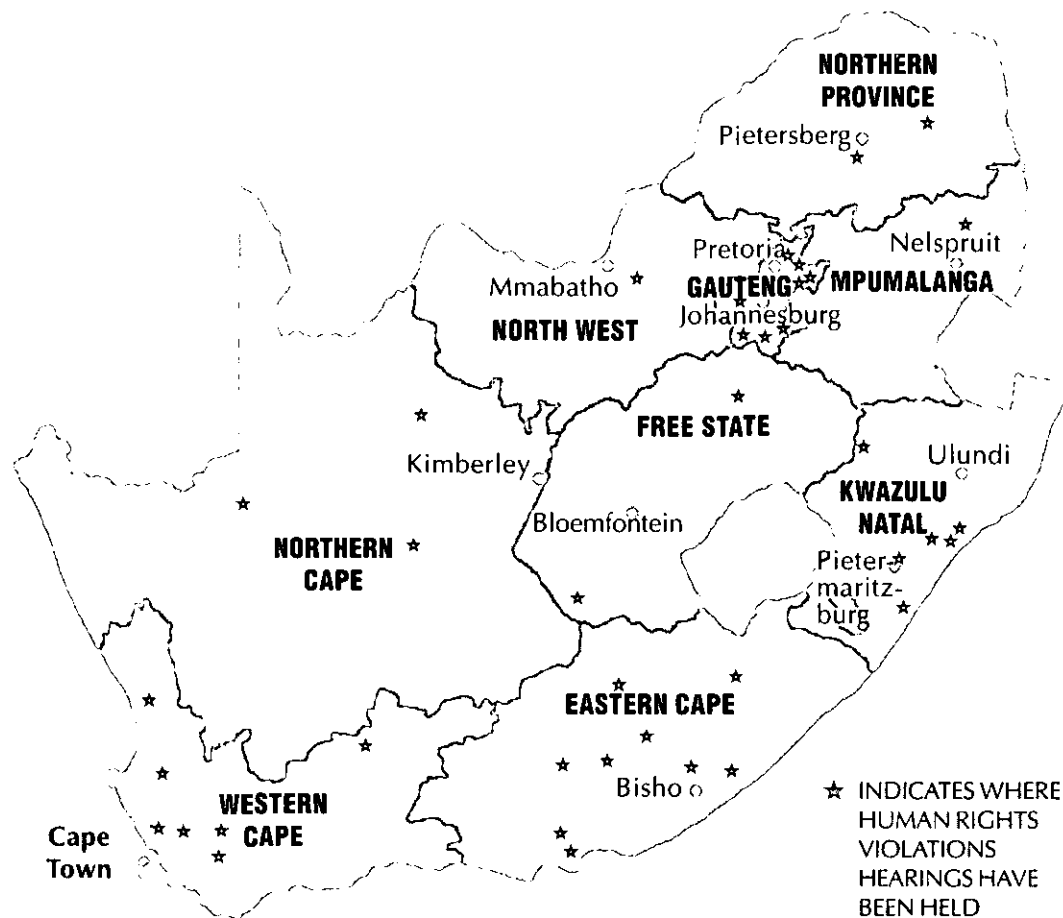 NORTHERN
PROVINCE
Pietersberg
Pretoria
Nelspruit
Mmabatho
GAUTENG
MPUMALANGA
Johannesburg
NORTH WEST
FREE STATE
Kimberley
Ulundi
KWAZULU
NATAL
Bloemfontein
NORTHERN
CAPE
Pieter-
maritz-
burg
EASTERN CAPE
Bisho
WESTERN
CAPE
Cape
Town
INDICATES WHERE
HUMAN RIGHTS
VIOLATIONS
HEARINGS HAVE
BEEN HELD